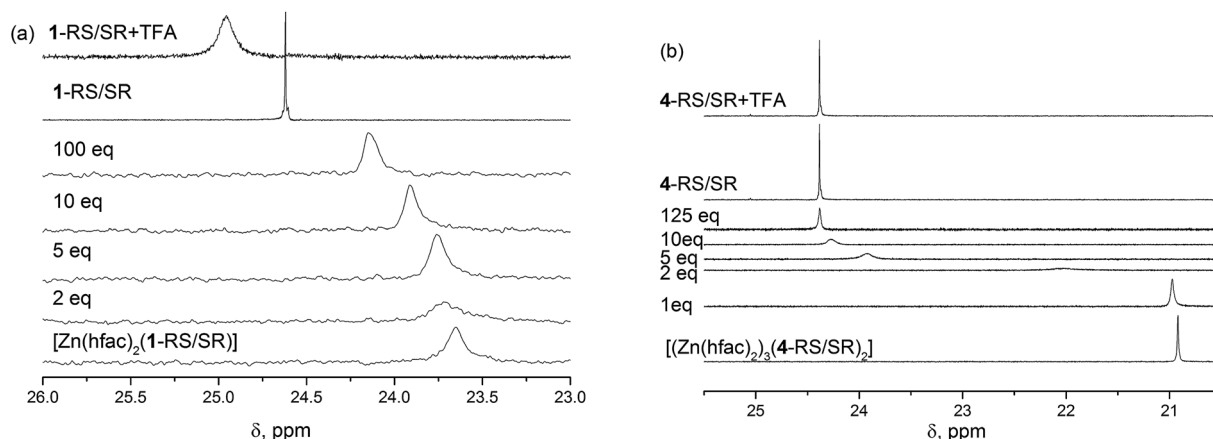 (a)
1-RS/SR+TFA
1-RS/SR
100 eq
10 eq
5 eq
2 eq
[Zn(hfac)2(1-RS/SR)]
26.0 25.5 25.0 24.5 24.0 23.5 23.0
δ, ppm
(b)
4-RS/SR+TFA
4-RS/SR
125 eq
10eq
5 eq
2 eq
1eq
[(Zn(hfac)2)3(4-RS/SR)2]
25 24 23 22 21
δ, ppm